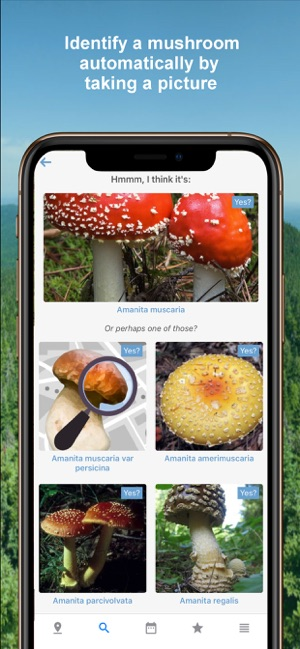 Identify a mushroom
automatically by
taking a picture
Hmmm, I think it's:
Yes?
Amanita muscaria
Or perhaps one of those?
Yes?
Yes?
Amanita muscaria var
persicina
Amanita amerimuscaria
Yes?
Yes?
Amanita parcivolvata
Amanita regalis